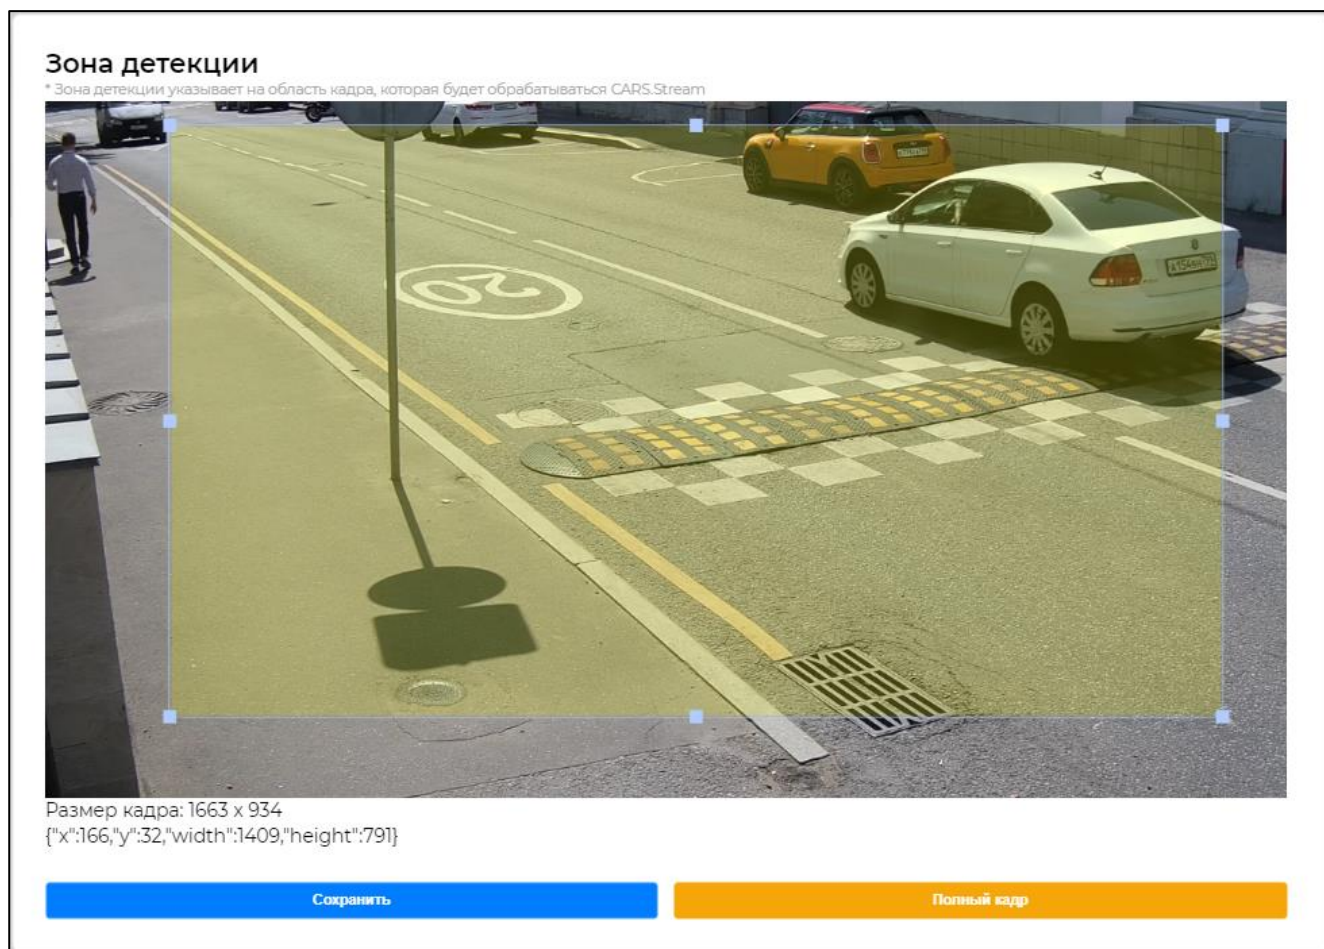 Зона детекции
* Зона детекции указывает на область кадра, которая будет обрабатываться CARS.Stream
20
Размер кадра: 1663 x 934
{"x":166,"y":32,"width":1409,"height":791}
Сохранить
Полный кадр